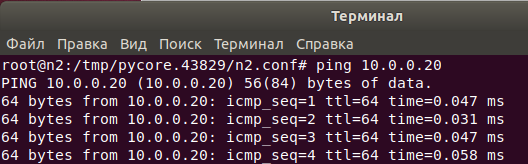 Терминал
Файл Правка Вид Поиск Терминал Справка
root@n2:/tmp/pycore.43829/n2.conf# ping 10.0.0.20
PING 10.0.0.20 (10.0.0.20) 56(84) bytes of data.
64 bytes from 10.0.0.20: icmp_seq=1 ttl=64 time=0.047 ms
64 bytes from 10.0.0.20: icmp_seq=2 ttl=64 time=0.031 ms
64 bytes from 10.0.0.20: icmp_seq=3 ttl=64 time=0.047 ms
64 bytes from 10.0.0.20: icmp_seq=4 ttl=64 time=0.058 ms